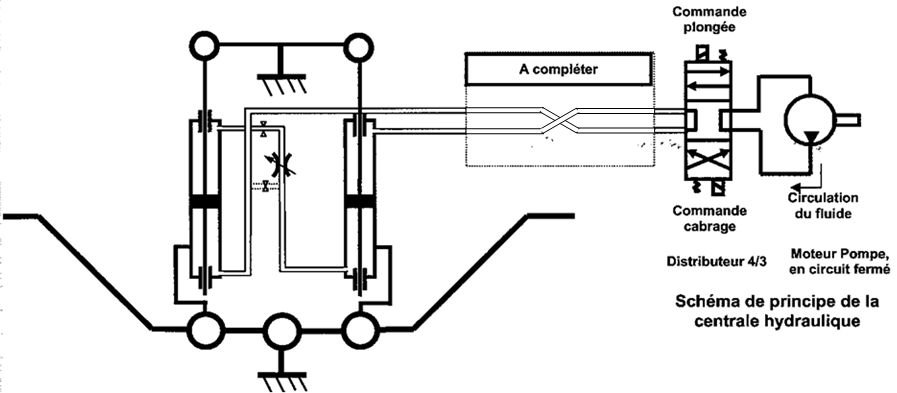 Commande
plongée
A compléter
Circulation
du fluide
Commande
cabrage
Distributeur 4/3
Moteur Pompe,
en circuit fermé
Schéma de principe de la
centrale hydraulique